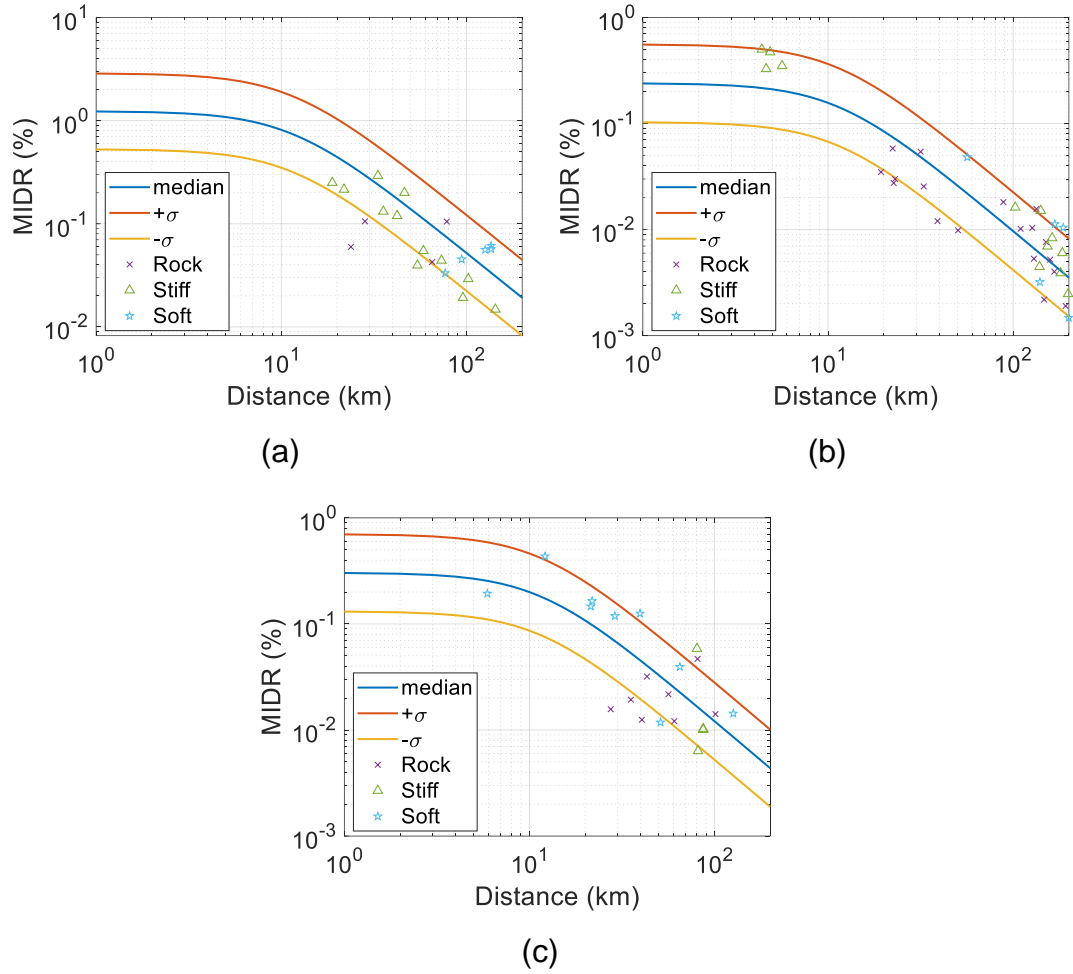 10^2
10^1
10^0
10^-1
10^-2
MIDR (%)
median
+σ
-σ
Rock
Stiff
Soft
10^0
10^1
10^2
Distance (km)
(a)
10^0
10^-1
10^-2
10^-3
MIDR (%)
median
+σ
-σ
Rock
Stiff
Soft
10^0
10^1
10^2
Distance (km)
(b)
10^0
10^-1
10^-2
10^-3
MIDR (%)
median
+σ
-σ
Rock
Stiff
Soft
10^0
10^1
10^2
Distance (km)
(c)